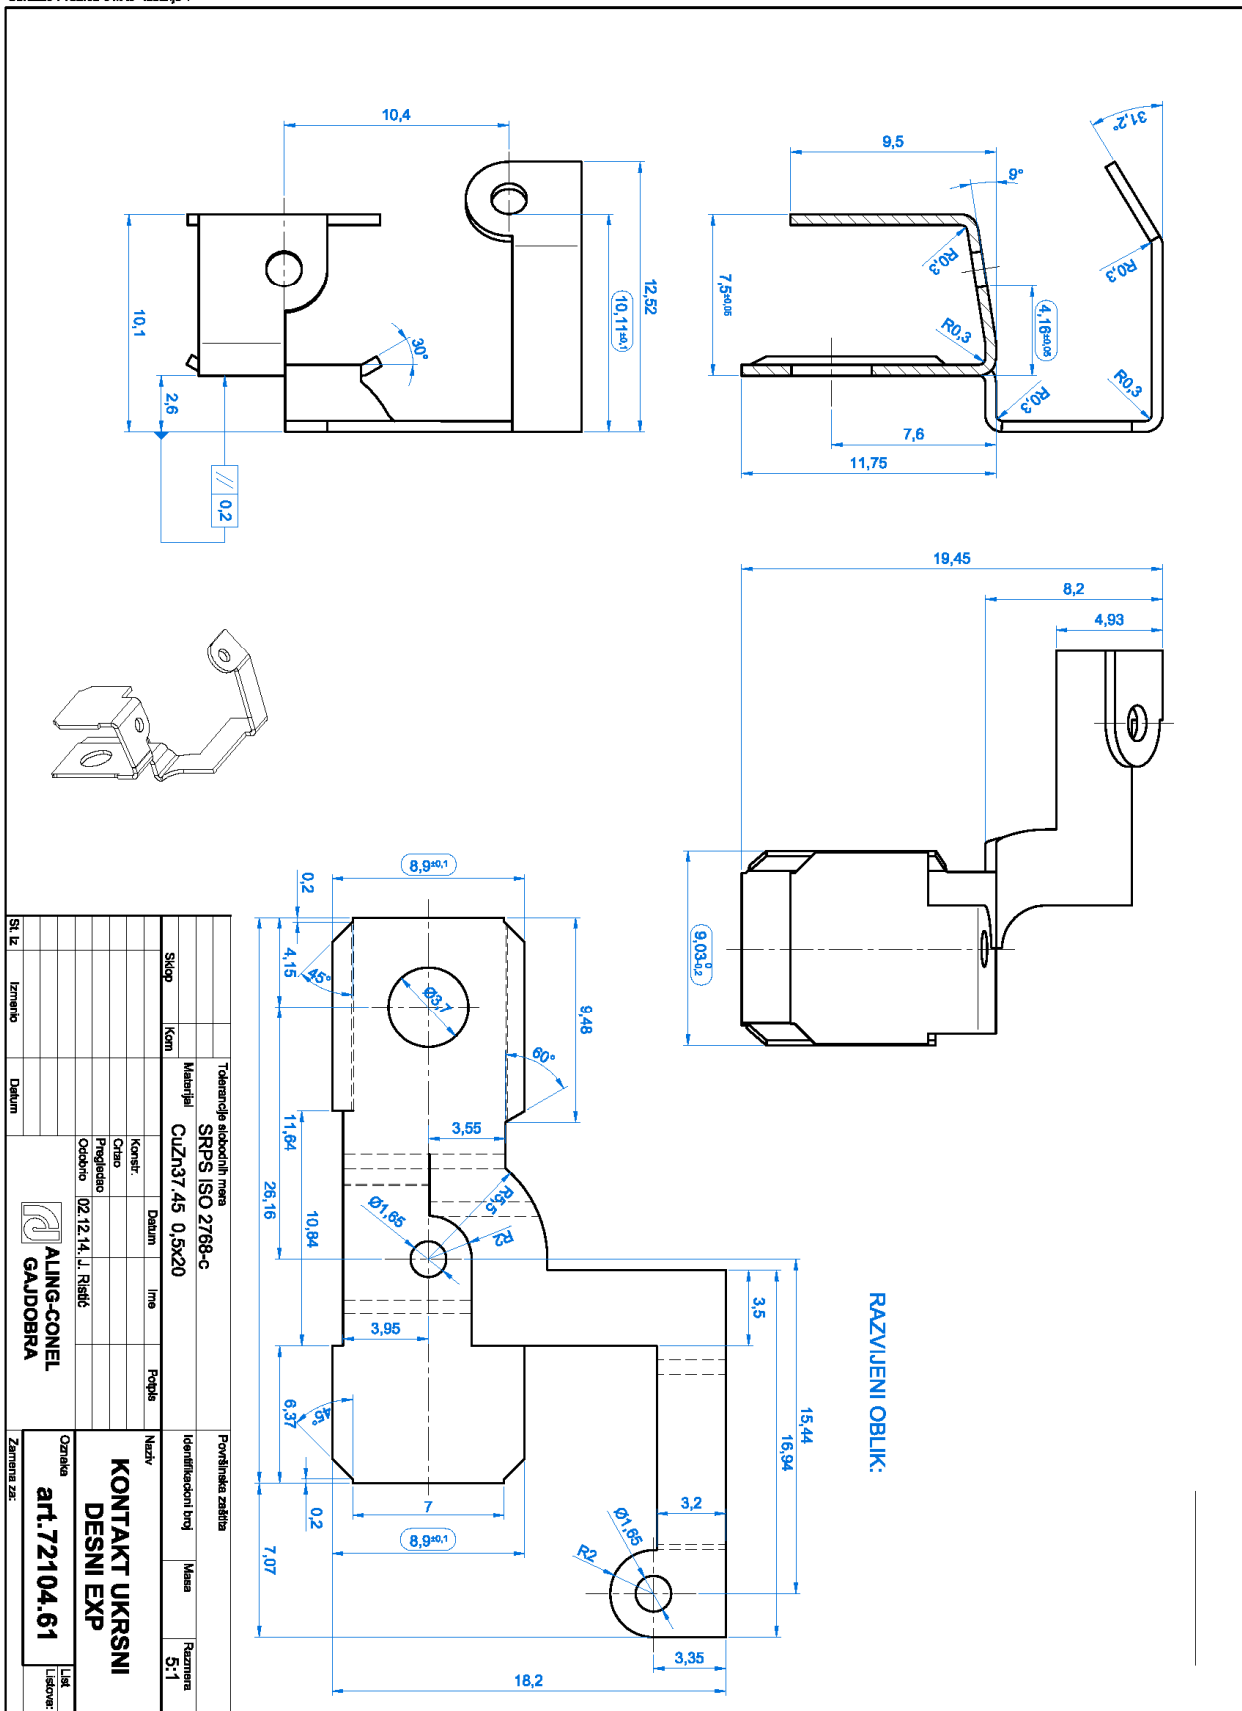 10,4
10,1
2,6
30°
12,52
10,11±0,1
// 0,2
9,5
9°
31,2°
R0,3
R0,3
7,5±0,05
4,16±0,05
R0,3
R0,3
R0,3
7,6
11,75
19,45
8,2
4,93
9,03 0 -0,2
8,9±0,1
0,2
4,15
45°
Ø3,7
9,48
60°
11,64
3,55
26,16
R5,5
R2
Ø1,65
10,84
3,95
3,5
15,44
16,94
6,37
45°
0,2
7
8,9±0,1
7,07
3,2
Ø1,65
R2
3,35
18,2
RAZVIJENI OBLIK:
Tolerancije slobodnih mera
SRPS ISO 2768-c
Površinska zaštita
Sklop
Kom
Materijal
CuZn37.45 0,5x20
Identifikacioni broj
Masa
Razmera
5:1
Datum
Ime
Potpis
Konstr.
Crtao
Pregledao
Odobrio
02.12.14.
J. Ristić
Naziv
KONTAKT UKRSNI
DESNI EXP
ALING-CONEL
GAJDOBRA
Oznaka
art.72104.61
List
Listova:
St. iz
Izmenio
Datum
Zamena za: